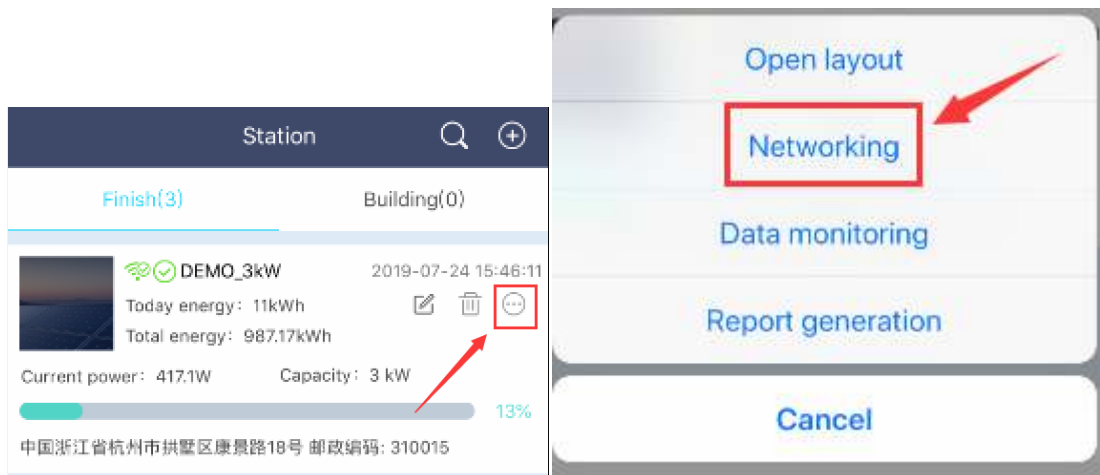 Station
Finish(3) Building(0)
DEMO_3kW 2019-07-24 15:46:11
Today energy: 11kWh
Total energy: 987.17kWh
Current power: 417.1W Capacity: 3 kW
13%
中国浙江省杭州市拱墅区康景路18号 邮政编码: 310015
Open layout
Networking
Data monitoring
Report generation
Cancel